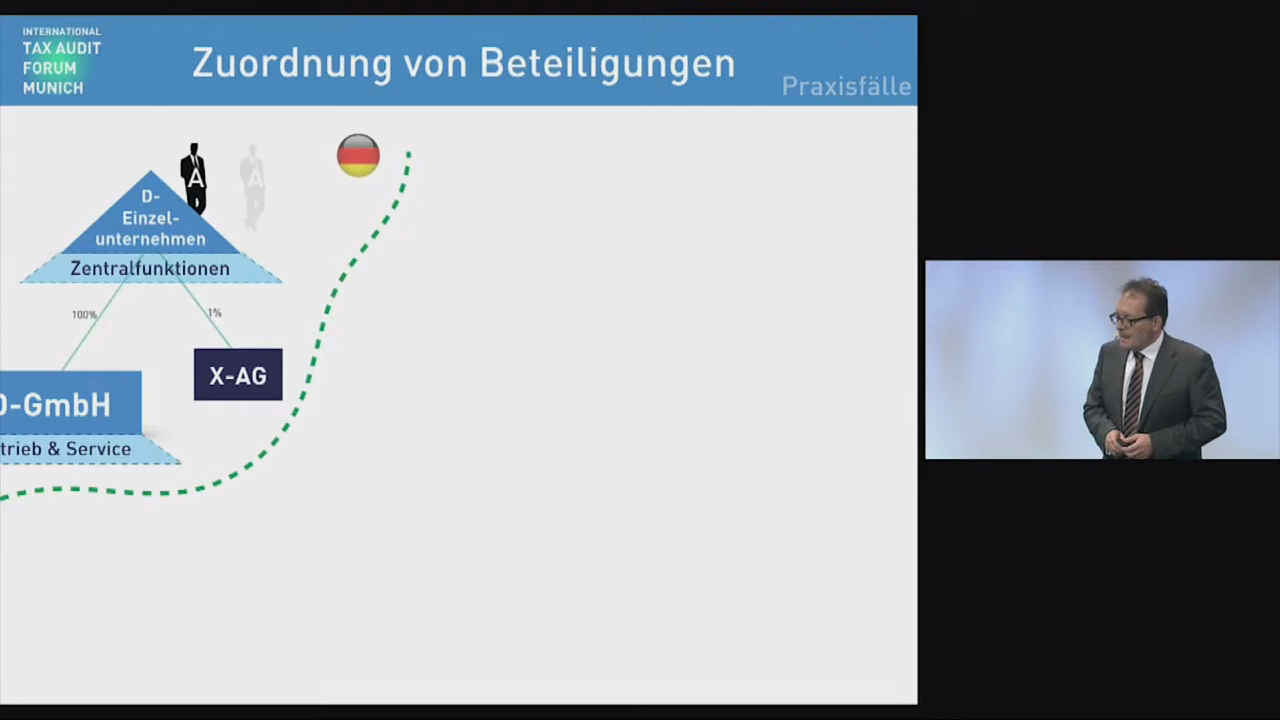 INTERNATIONAL
TAX AUDIT
FORUM
MUNICH
Zuordnung von Beteiligungen
Praxisfälle
A
A
D-
Einzel-
unternehmen
Zentralfunktionen
100%
1%
X-AG
D-GmbH
trieb & Service